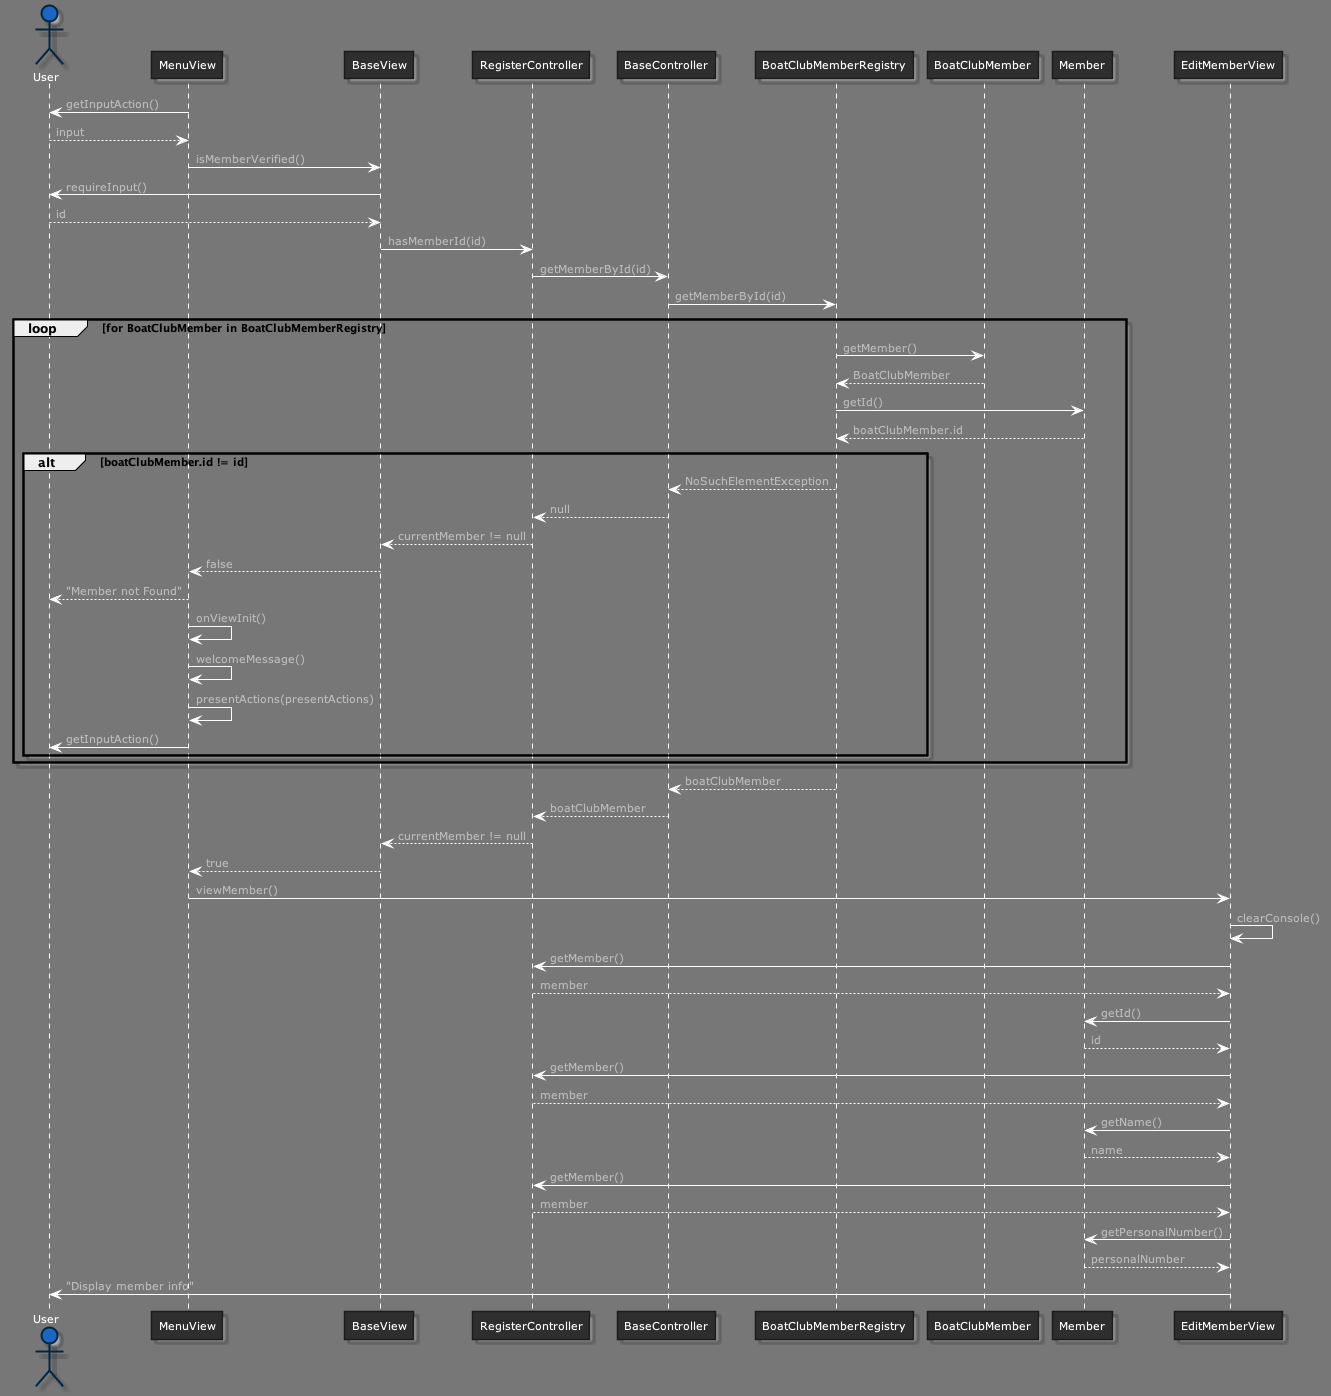 User
MenuView
BaseView
RegisterController
BaseController
BoatClubMemberRegistry
BoatClubMember
Member
EditMemberView
getInputAction()
input
isMemberVerified()
requireInput()
id
hasMemberId(id)
getMemberById(id)
getMemberById(id)
loop
[for BoatClubMember in BoatClubMemberRegistry]
getMember()
BoatClubMember
getId()
boatClubMember.id
alt
[boatClubMember.id != id]
NoSuchElementException
null
currentMember != null
false
"Member not Found"
onViewInit()
welcomeMessage()
presentActions(presentActions)
getInputAction()
boatClubMember
boatClubMember
currentMember != null
true
viewMember()
clearConsole()
getMember()
member
getId()
id
getMember()
member
getName()
name
getMember()
member
getPersonalNumber()
personalNumber
"Display member info"
User
MenuView
BaseView
RegisterController
BaseController
BoatClubMemberRegistry
BoatClubMember
Member
EditMemberView